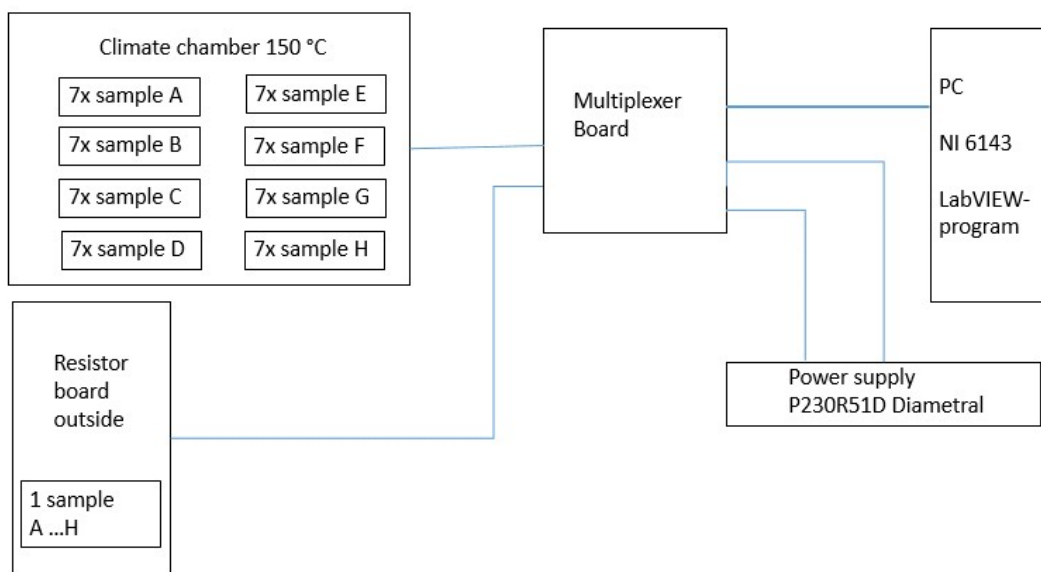 Climate chamber 150 °C
7x sample A
7x sample E
7x sample B
7x sample F
7x sample C
7x sample G
7x sample D
7x sample H
Multiplexer
Board
PC
NI 6143
LabVIEW-
program
Resistor
board
outside
1 sample
A ...H
Power supply
P230R51D Diametral